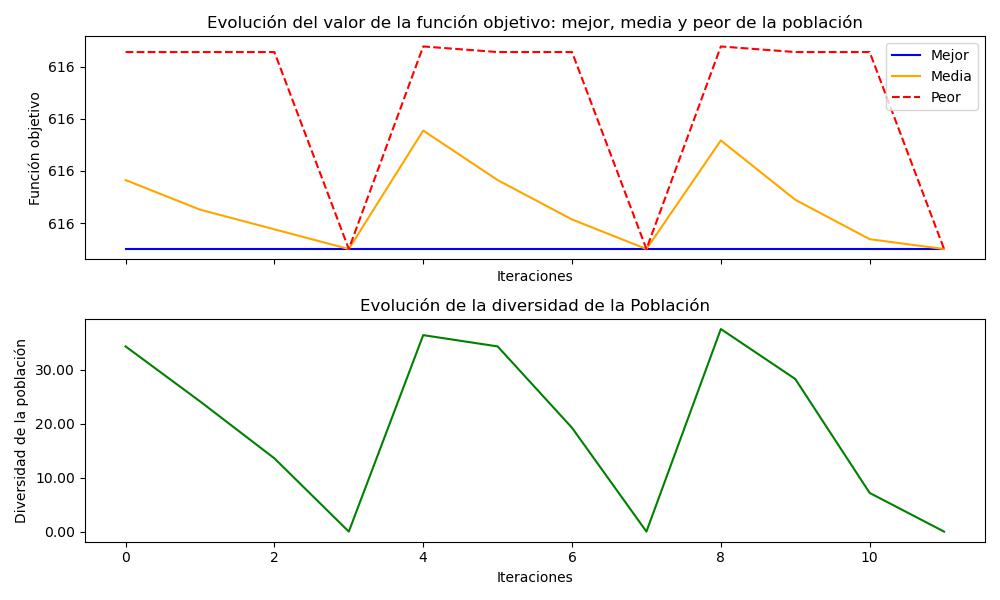 Evolución del valor de la función objetivo: mejor, media y peor de la población
Función objetivo
616
616
616
616
Mejor
Media
Peor
Iteraciones
Evolución de la diversidad de la Población
Diversidad de la población
30.00
20.00
10.00
0.00
0 2 4 6 8 10
Iteraciones